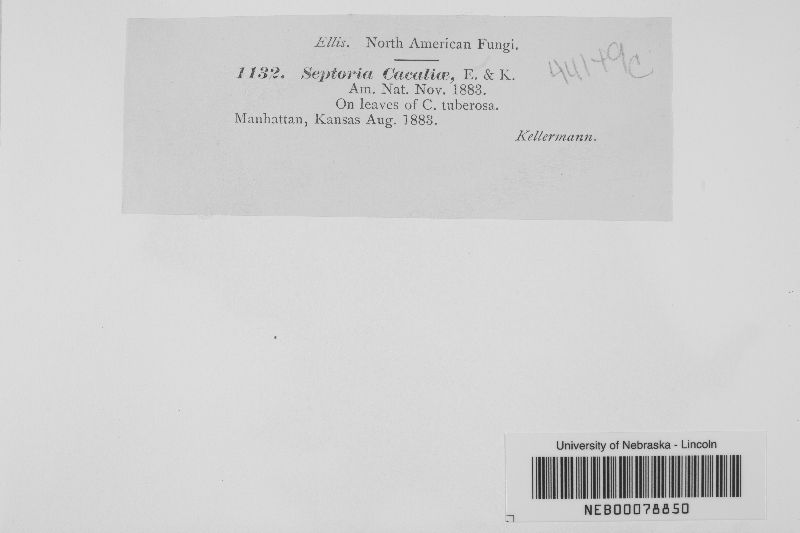 Ellis. North American Fungi.
1132. Septoria Cacaliæ, E. & K.
44149c
Am. Nat. Nov. 1883.
On leaves of C. tuberosa.
Manhattan, Kansas Aug. 1883.
Kellermann.
University of Nebraska - Lincoln
NEB00078850